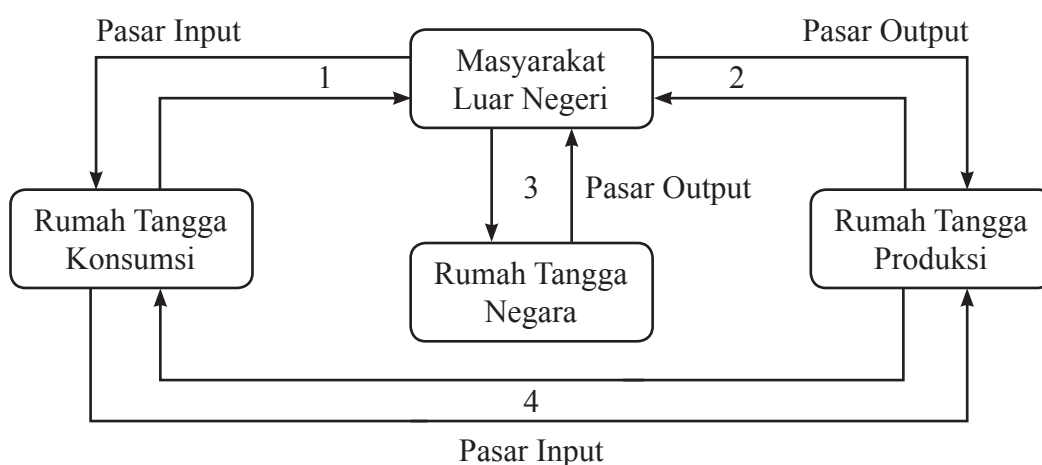 Pasar Input
Masyarakat
Luar Negeri
Pasar Output
1
2
3
Pasar Output
Rumah Tangga
Konsumsi
Rumah Tangga
Negara
Rumah Tangga
Produksi
4
Pasar Input